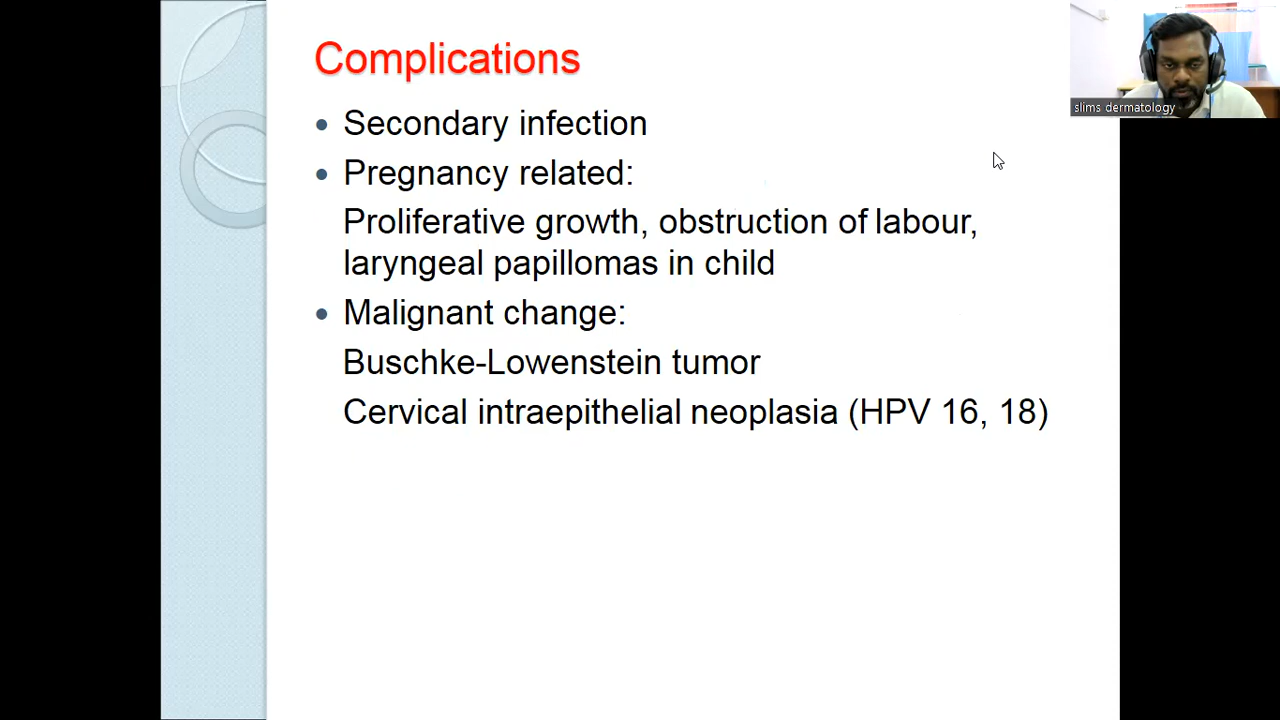 Complications
slims dermatology
• Secondary infection
• Pregnancy related:
Proliferative growth, obstruction of labour,
laryngeal papillomas in child
• Malignant change:
Buschke-Lowenstein tumor
Cervical intraepithelial neoplasia (HPV 16, 18)